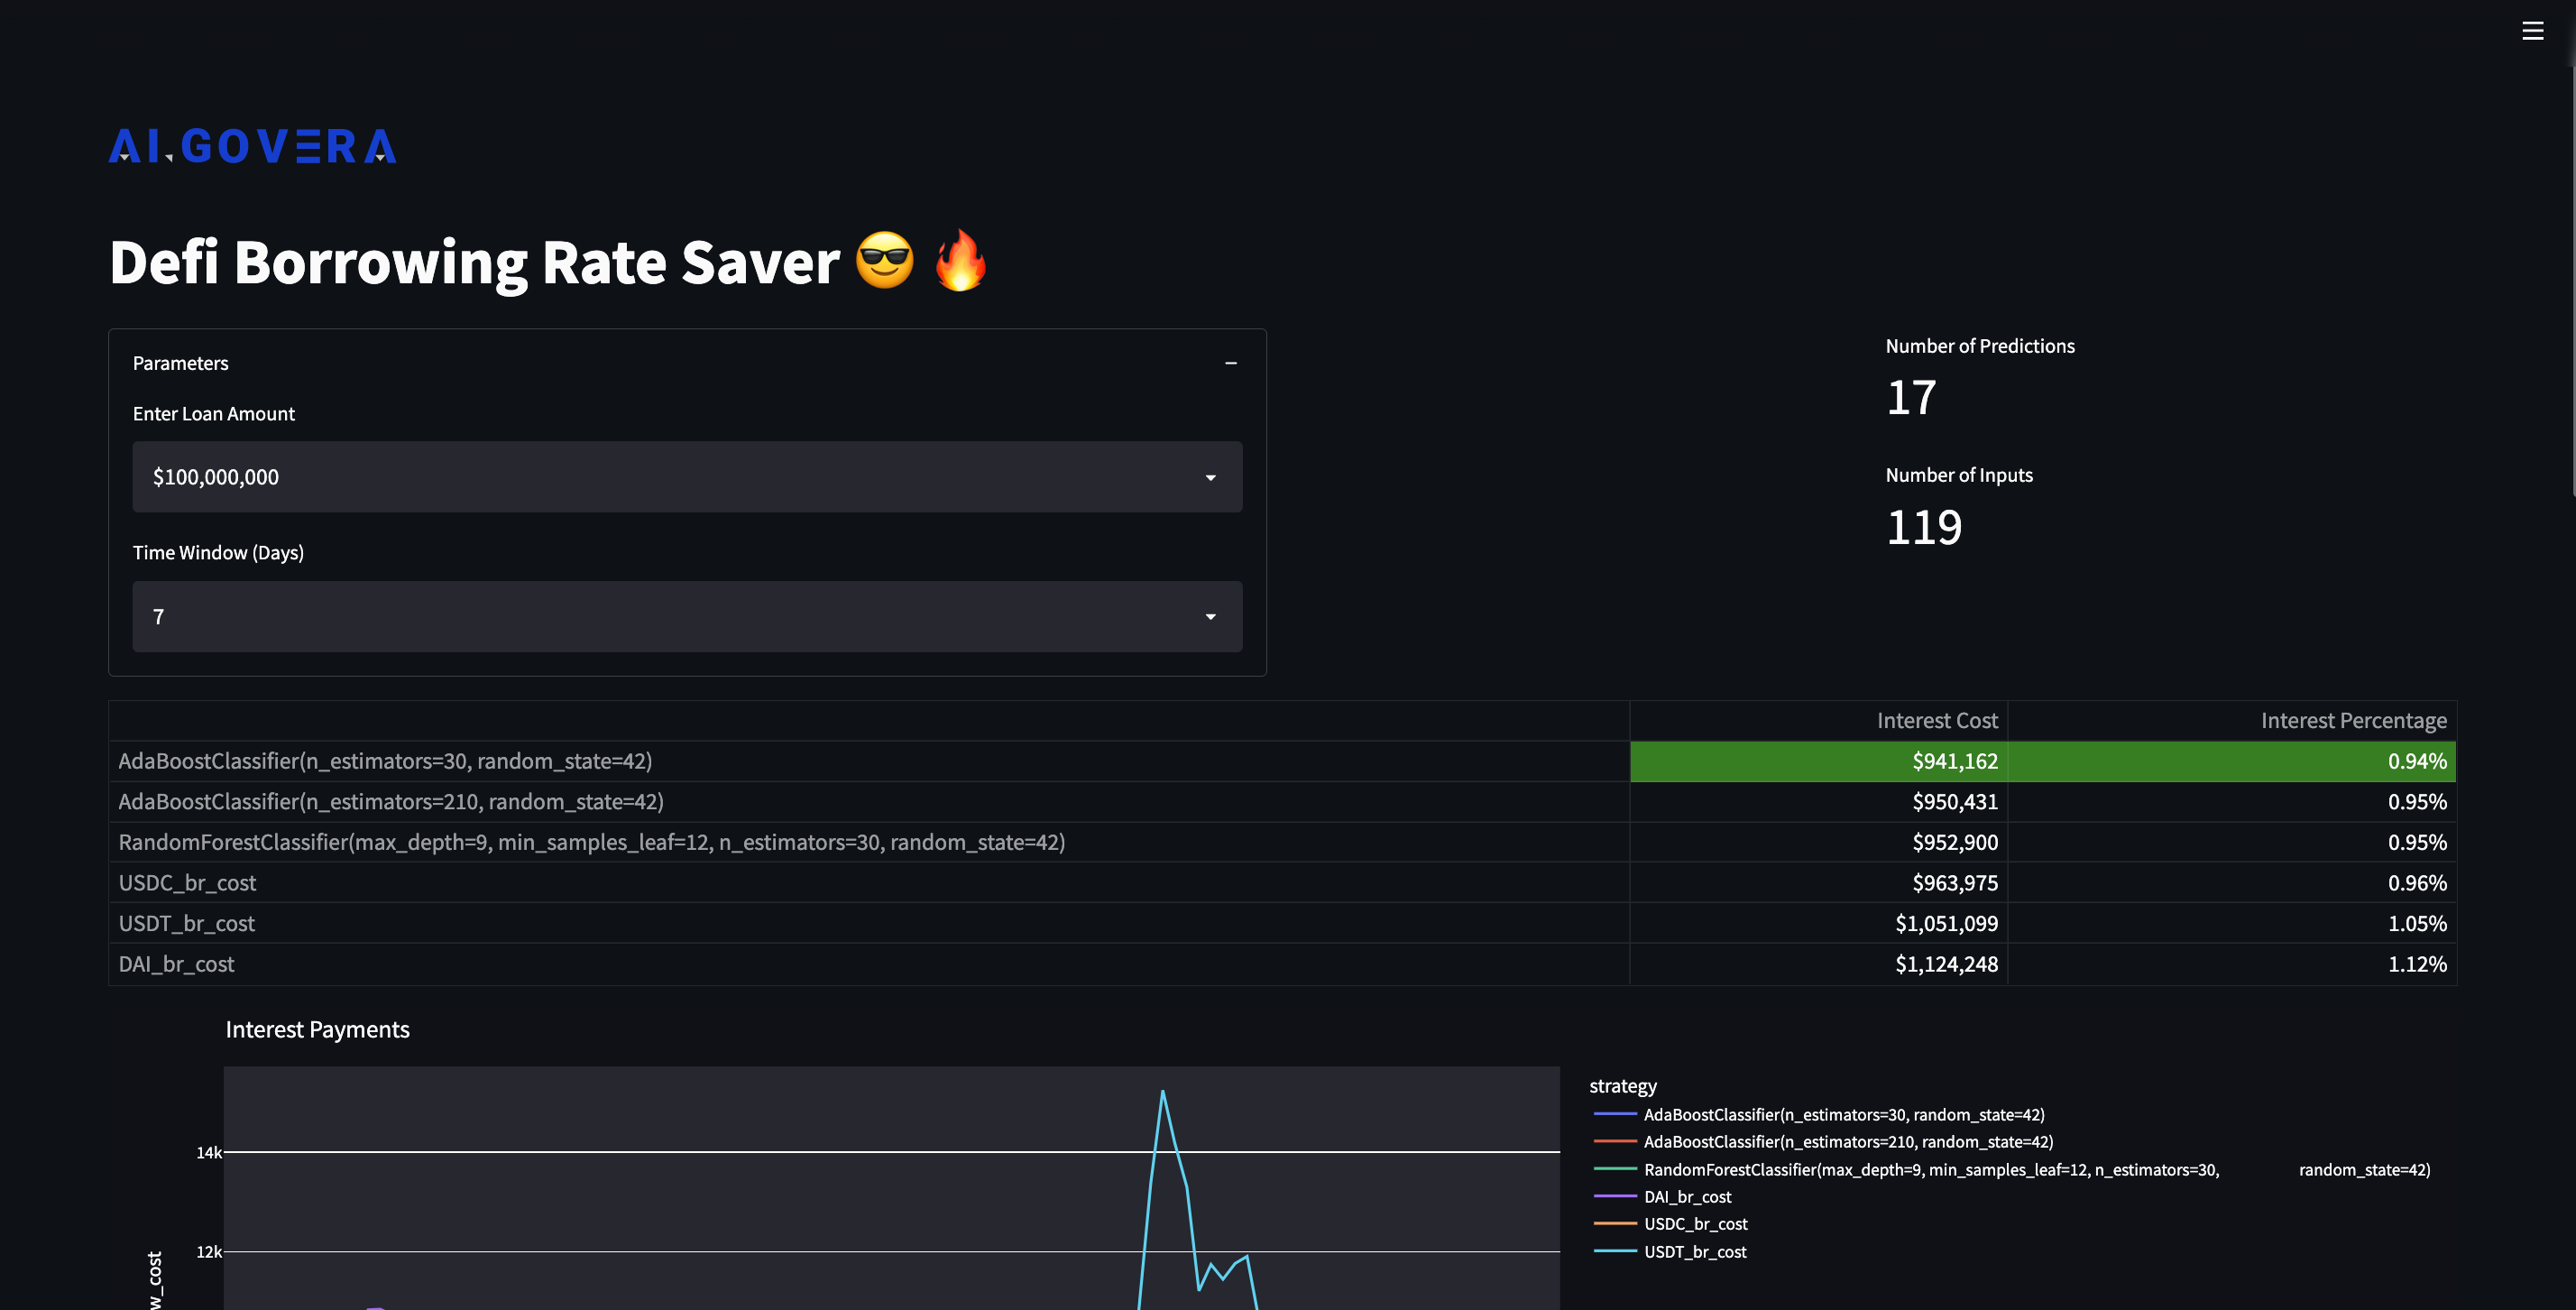 AI.GOVERA
Defi Borrowing Rate Saver 😎 🔥
Parameters
Enter Loan Amount
$100,000,000
Time Window (Days)
7
Number of Predictions
17
Number of Inputs
119
Interest Cost Interest Percentage
AdaBoostClassifier(n_estimators=30, random_state=42) $941,162 0.94%
AdaBoostClassifier(n_estimators=210, random_state=42) $950,431 0.95%
RandomForestClassifier(max_depth=9, min_samples_leaf=12, n_estimators=30, random_state=42) $952,900 0.95%
USDC_br_cost $963,975 0.96%
USDT_br_cost $1,051,099 1.05%
DAI_br_cost $1,124,248 1.12%
Interest Payments
14k
12k
w_cost
strategy
AdaBoostClassifier(n_estimators=30, random_state=42)
AdaBoostClassifier(n_estimators=210, random_state=42)
RandomForestClassifier(max_depth=9, min_samples_leaf=12, n_estimators=30, random_state=42)
DAI_br_cost
USDC_br_cost
USDT_br_cost